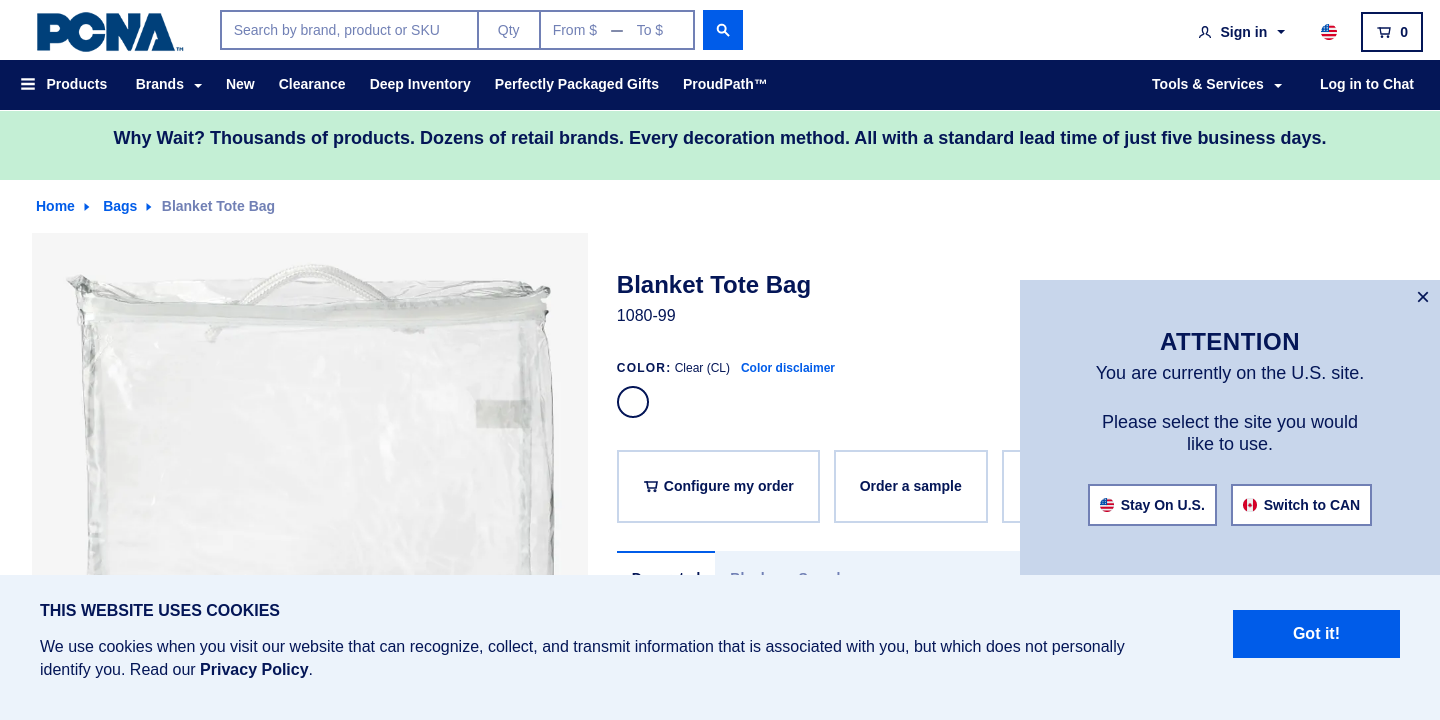 PCNA™
Search by brand, product or SKU
Qty
From $ — To $
Sign in
0
Products
Brands
New
Clearance
Deep Inventory
Perfectly Packaged Gifts
ProudPath™
Tools & Services
Log in to Chat
Why Wait? Thousands of products. Dozens of retail brands. Every decoration method. All with a standard lead time of just five business days.
Home
Bags
Blanket Tote Bag
Blanket Tote Bag
1080-99
COLOR: Clear (CL) Color disclaimer
Configure my order
Order a sample
×
ATTENTION
You are currently on the U.S. site.
Please select the site you would
like to use.
Stay On U.S.
Switch to CAN
THIS WEBSITE USES COOKIES
We use cookies when you visit our website that can recognize, collect, and transmit information that is associated with you, but which does not personally
identify you. Read our Privacy Policy.
Got it!